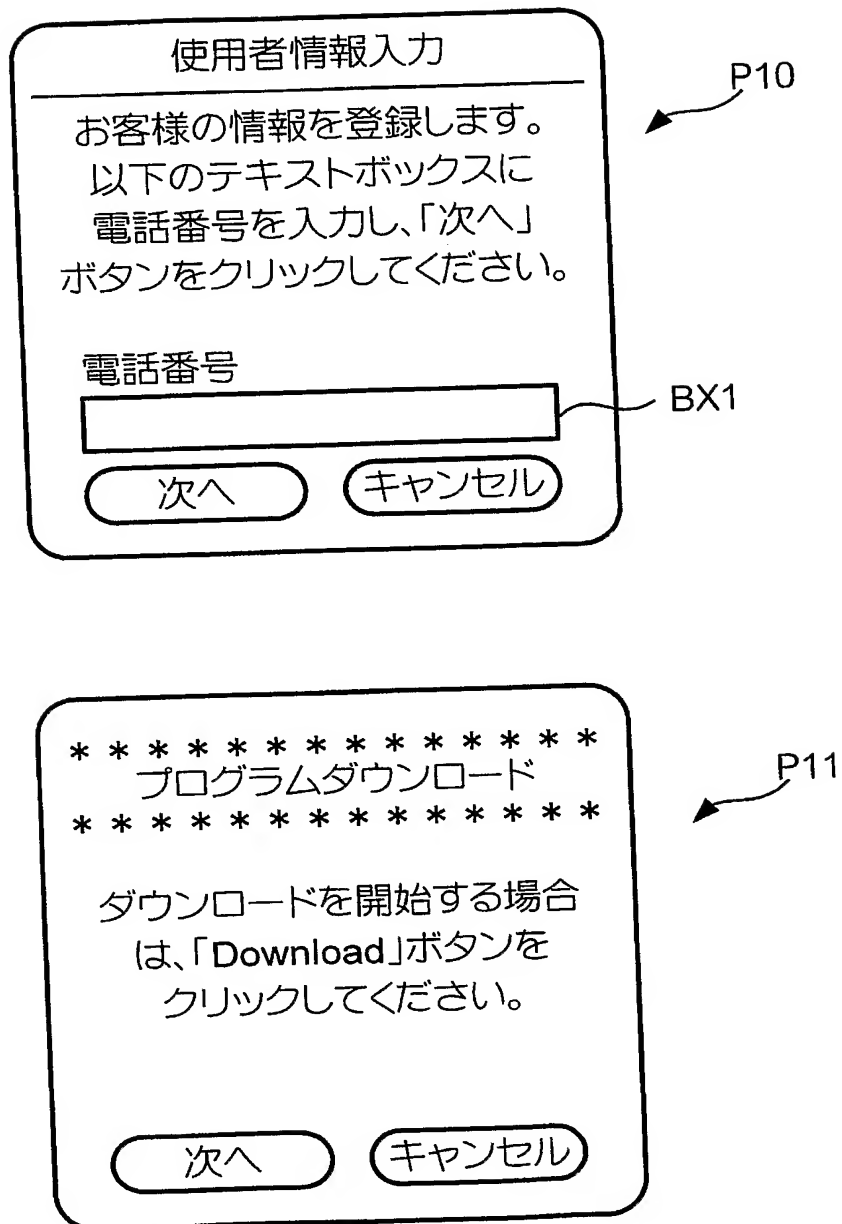 使用者情報入力
P10
お客様の情報を登録します。
以下のテキストボックスに
電話番号を入力し、「次へ」
ボタンをクリックしてください。
電話番号
BX1
次へ
キャンセル
* * * * * * * * * * * * * *
プログラムダウンロード
P11
* * * * * * * * * * * * * *
ダウンロードを開始する場合
は、「Download」ボタンを
クリックしてください。
次へ
キャンセル